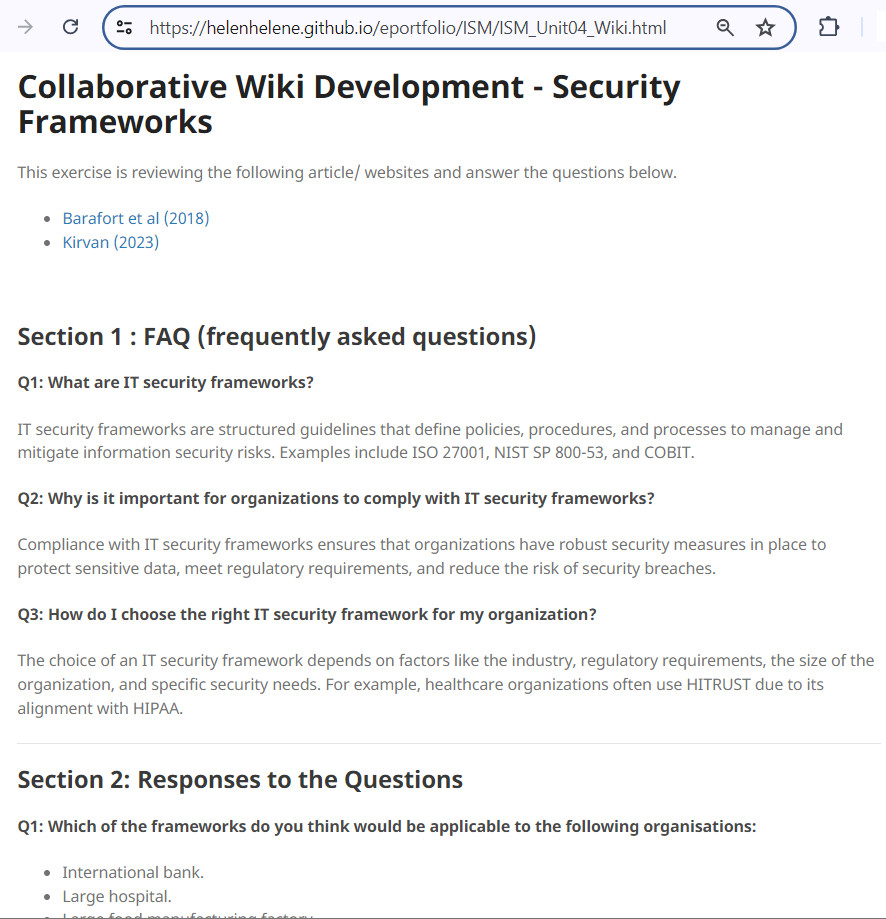 https://helenhelene.github.io/eportfolio/ISM/ISM_Unit04_Wiki.html
Collaborative Wiki Development - Security
Frameworks
This exercise is reviewing the following article/ websites and answer the questions below.
Barafort et al (2018)
Kirvan (2023)
Section 1 : FAQ (frequently asked questions)
Q1: What are IT security frameworks?
IT security frameworks are structured guidelines that define policies, procedures, and processes to manage and
mitigate information security risks. Examples include ISO 27001, NIST SP 800-53, and COBIT.
Q2: Why is it important for organizations to comply with IT security frameworks?
Compliance with IT security frameworks ensures that organizations have robust security measures in place to
protect sensitive data, meet regulatory requirements, and reduce the risk of security breaches.
Q3: How do I choose the right IT security framework for my organization?
The choice of an IT security framework depends on factors like the industry, regulatory requirements, the size of the
organization, and specific security needs. For example, healthcare organizations often use HITRUST due to its
alignment with HIPAA.
Section 2: Responses to the Questions
Q1: Which of the frameworks do you think would be applicable to the following organisations:
International bank.
Large hospital.
Large food manufacturing factory.